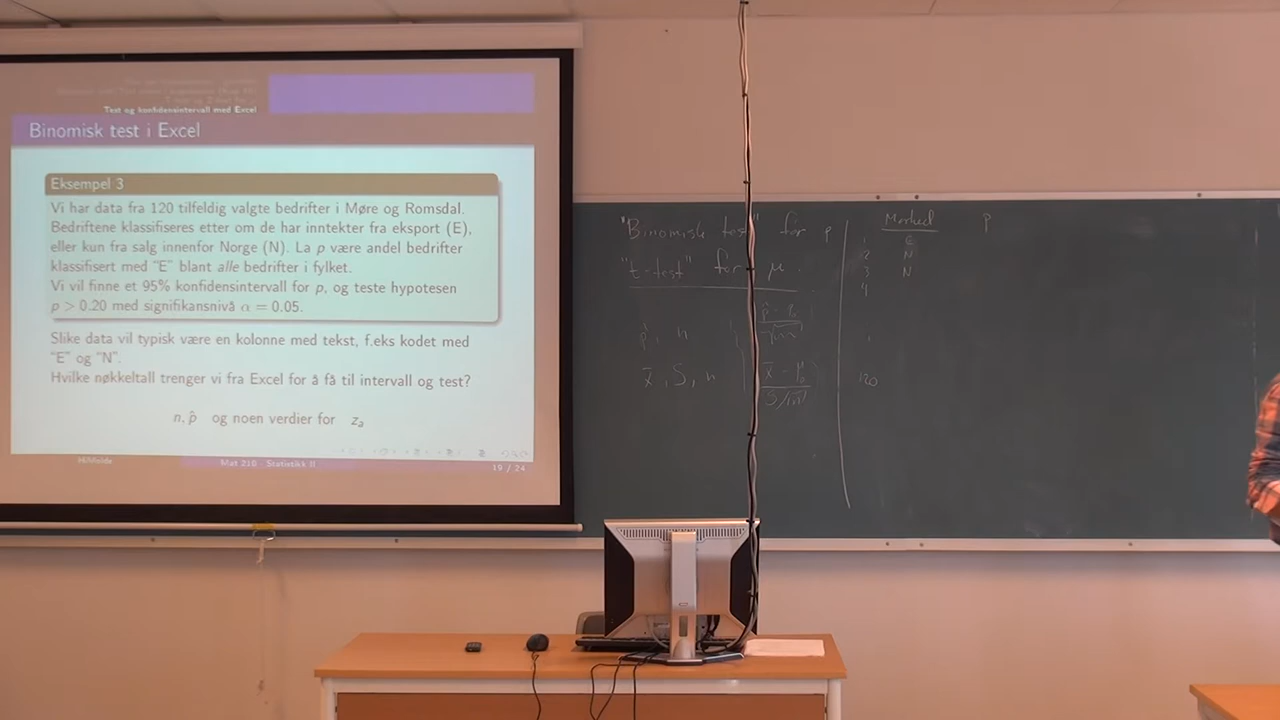 Test og konfidensintervall med Excel
Binomisk test i Excel
Eksempel 3
Vi har data fra 120 tilfeldig valgte bedrifter i Møre og Romsdal.
Bedriftene klassifiseres etter om de har inntekter fra eksport (E),
eller kun fra salg innenfor Norge (N). La p være andel bedrifter
klassifisert med "E" blant alle bedrifter i fylket.
Vi vil finne et 95% konfidensintervall for p, og teste hypotesen
p > 0.20 med signifikansnivå α = 0.05.
Slike data vil typisk være en kolonne med tekst, f.eks kodet med
"E" og "N".
Hvilke nøkkeltall trenger vi fra Excel for å få til intervall og test?
n, p̂ og noen verdier for z_a
HiMolde
Mat 210 - Statistikk II
19 / 24
"Binomisk test" for p
"t-test" for μ.
p̂, n
x̄, S, n
p̂ - p₀
x̄ - μ₀
S/√n
Marked p
1 E
2 N
3 N
4
120